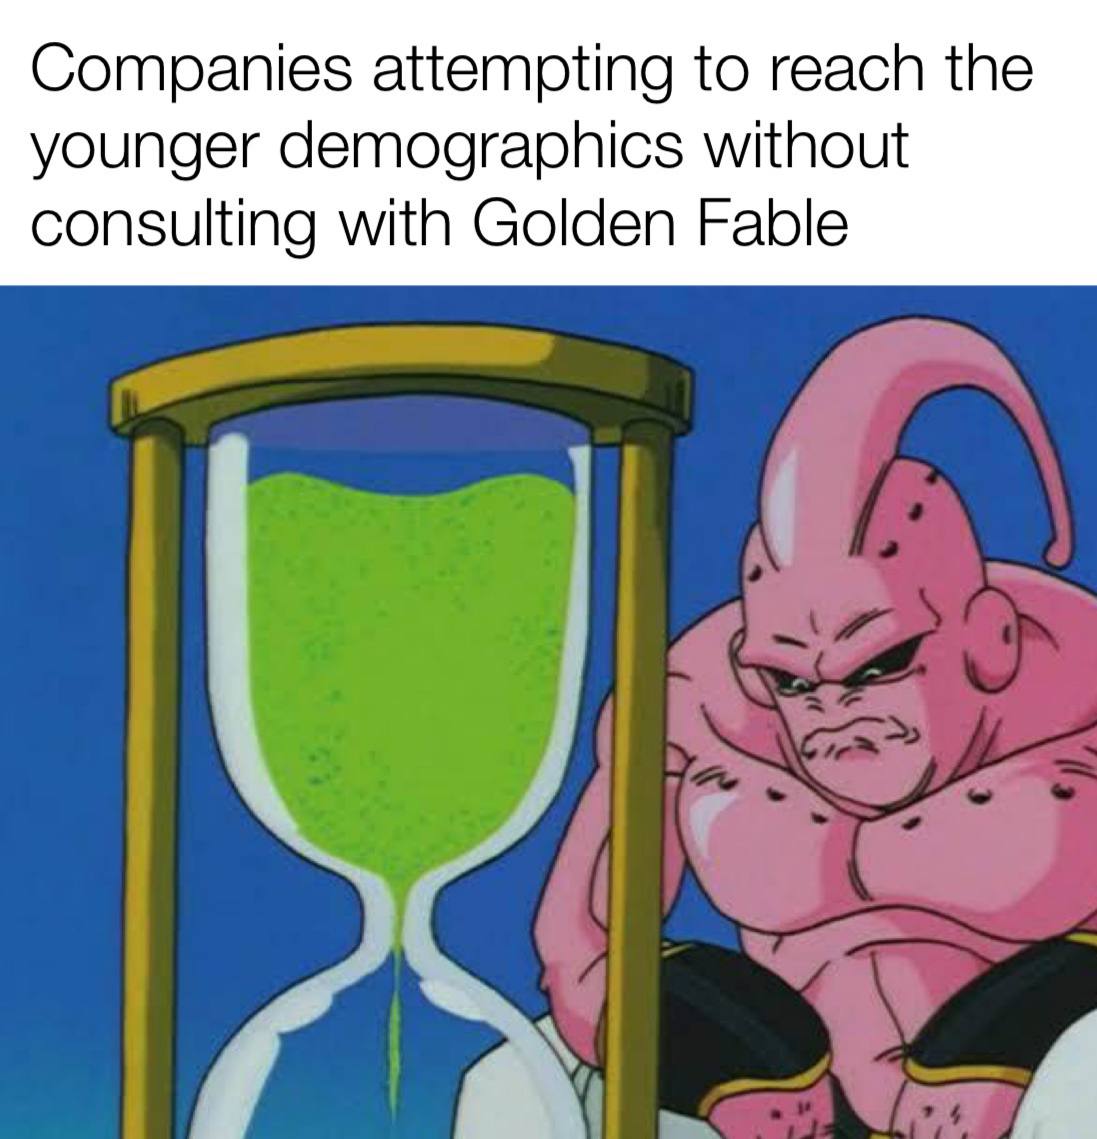 Companies attempting to reach the
younger demographics without
consulting with Golden Fable